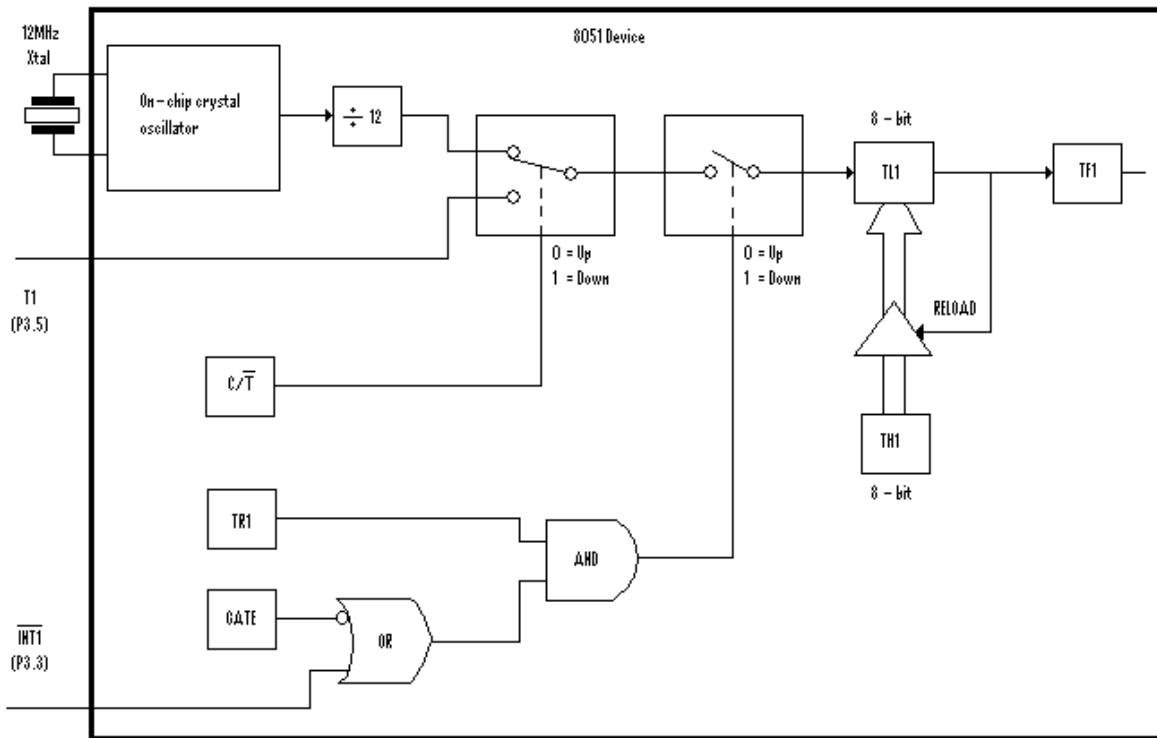 12MHz
Xtal
8051 Device
On-chip crystal
oscillator
÷ 12
8 - bit
TL1
TF1
0 = Up
1 = Down
0 = Up
1 = Down
T1
(P3.5)
RELOAD
C/T̅
TH1
8 - bit
TR1
AND
GATE
OR
I̅N̅T̅1̅
(P3.3)